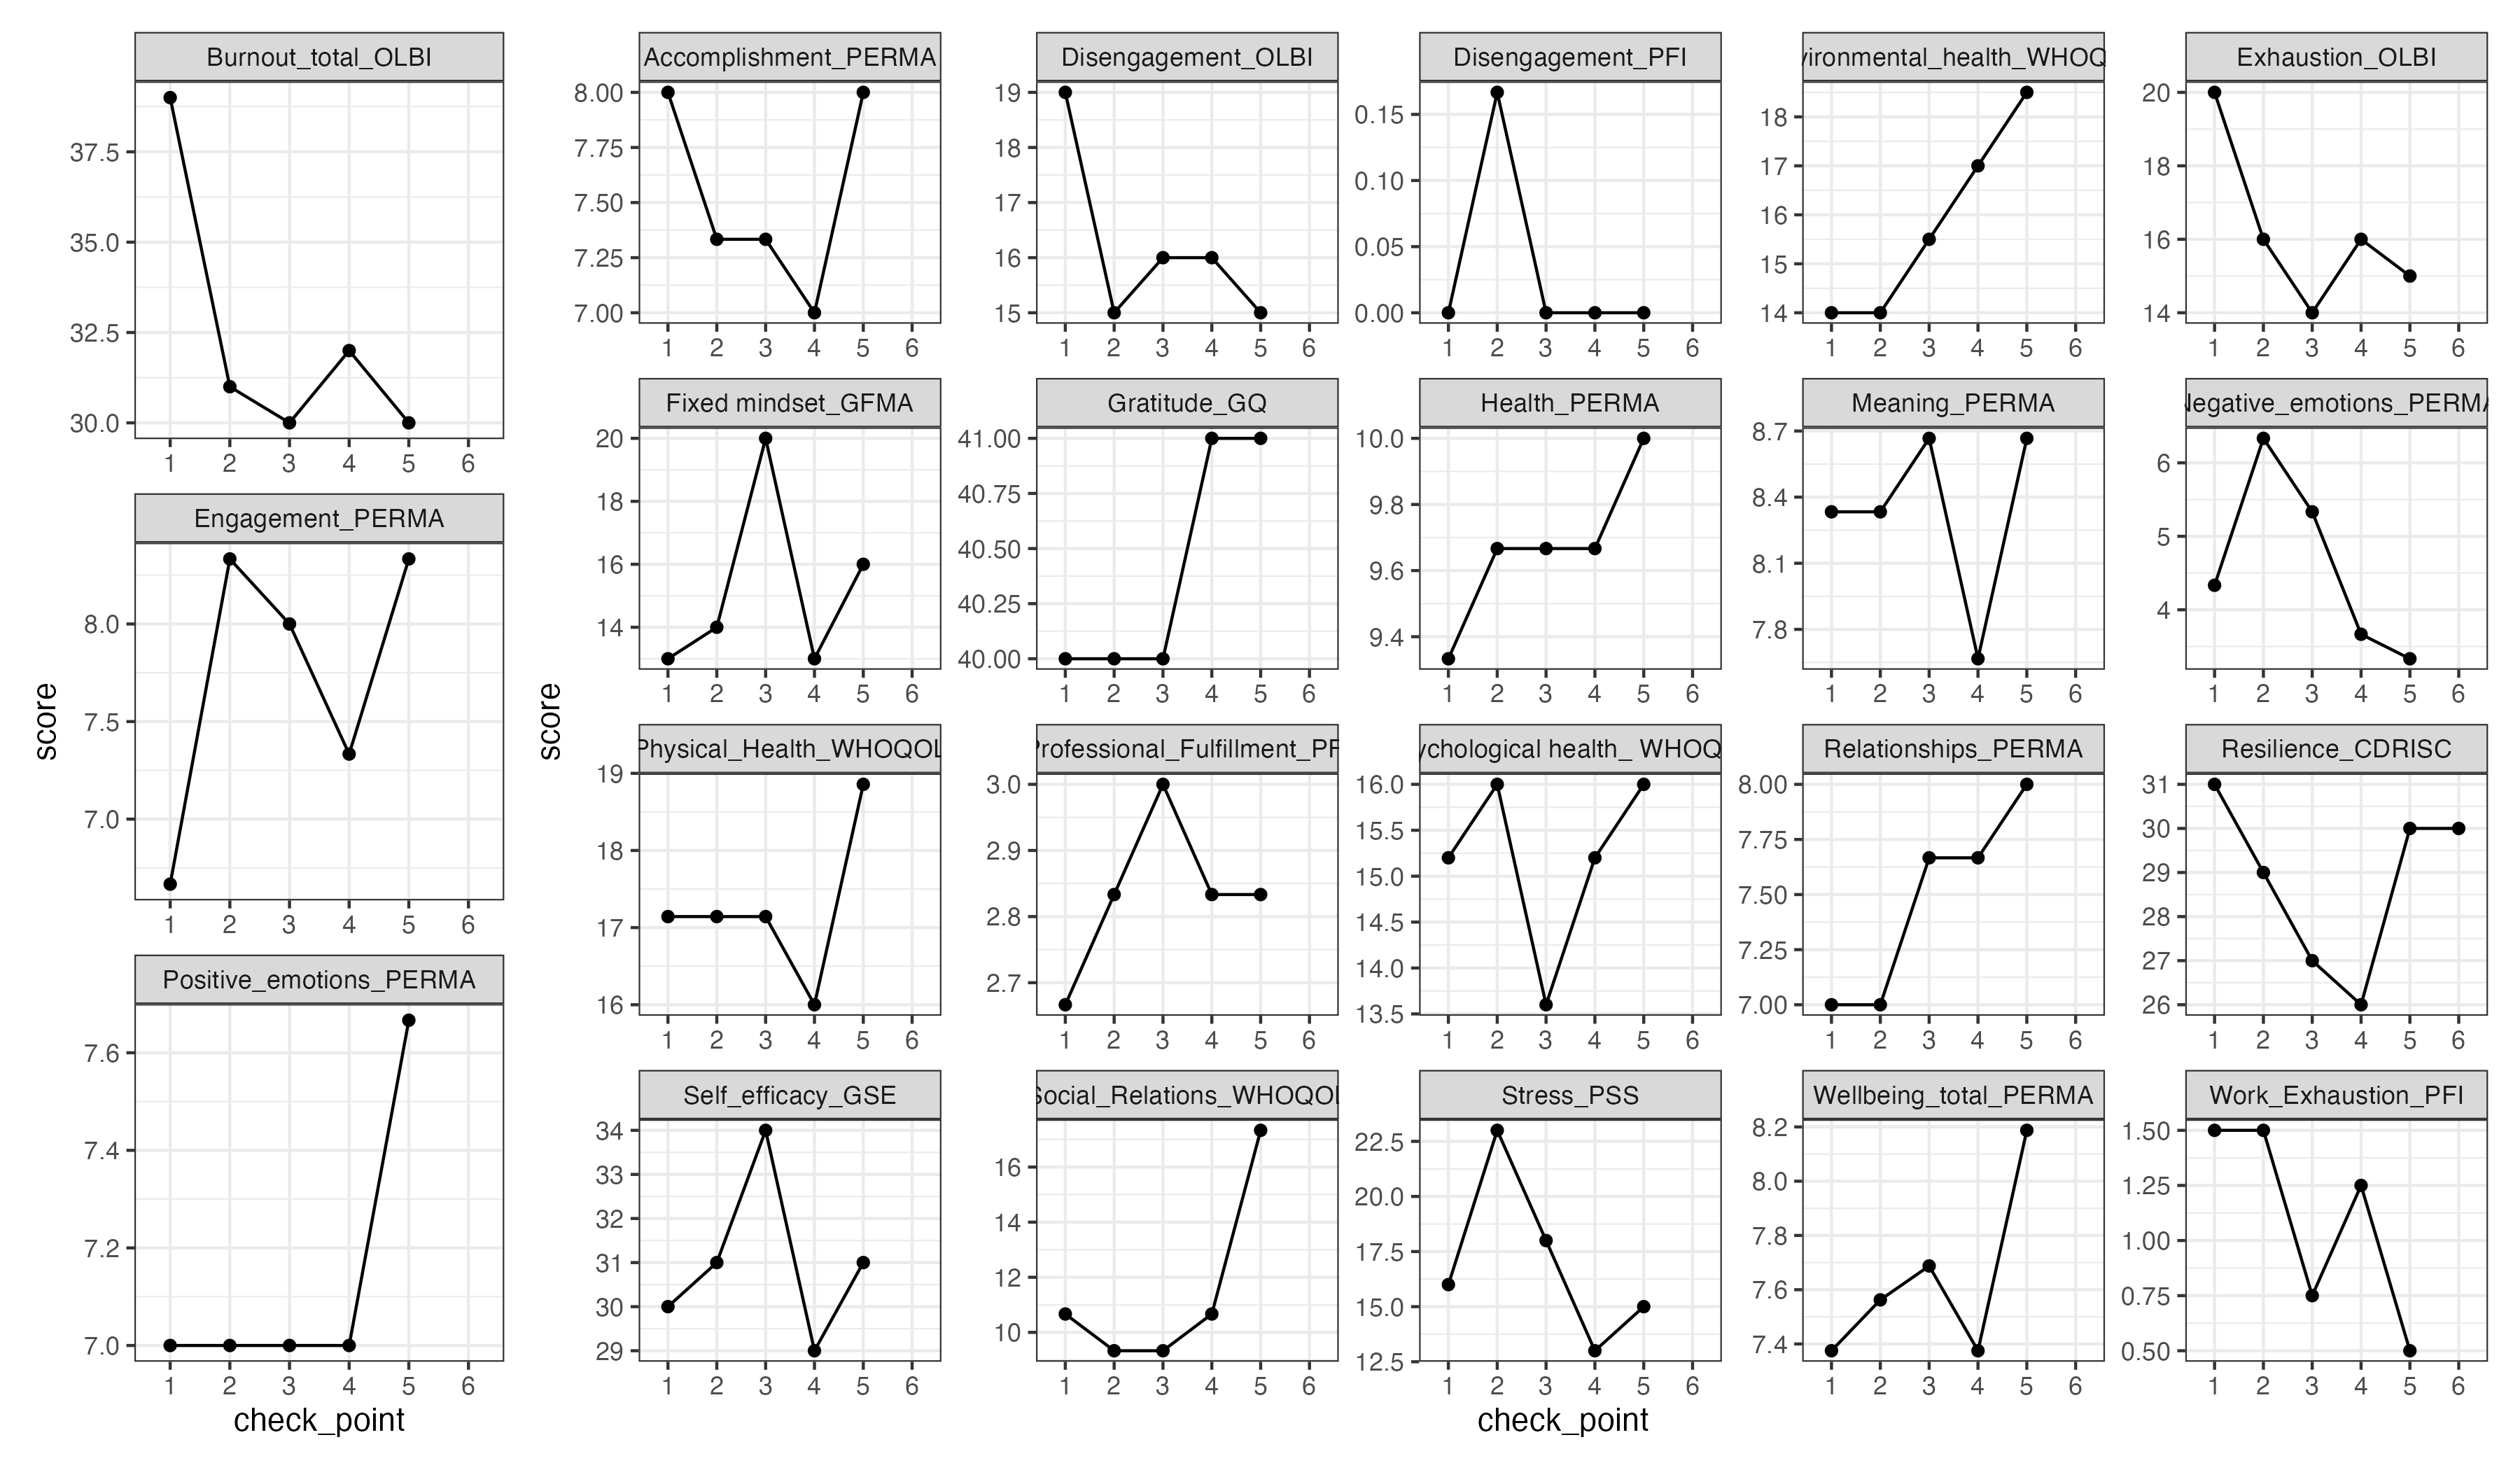 score
Burnout_total_OLBI
37.5
35.0
32.5
30.0
1 2 3 4 5 6
Engagement_PERMA
8.0
7.5
7.0
1 2 3 4 5 6
Positive_emotions_PERMA
7.6
7.4
7.2
7.0
1 2 3 4 5 6
check_point
score
Accomplishment_PERMA
8.00
7.75
7.50
7.25
7.00
1 2 3 4 5 6
Disengagement_OLBI
19
18
17
16
15
1 2 3 4 5 6
Disengagement_PFI
0.15
0.10
0.05
0.00
1 2 3 4 5 6
vironmental_health_WHOQ
18
17
16
15
14
1 2 3 4 5 6
Exhaustion_OLBI
20
18
16
14
1 2 3 4 5 6
Fixed mindset_GFMA
20
18
16
14
1 2 3 4 5 6
Gratitude_GQ
41.00
40.75
40.50
40.25
40.00
1 2 3 4 5 6
Health_PERMA
10.0
9.8
9.6
9.4
1 2 3 4 5 6
Meaning_PERMA
8.7
8.4
8.1
7.8
1 2 3 4 5 6
Negative_emotions_PERMA
6
5
4
1 2 3 4 5 6
Physical_Health_WHOQOL
19
18
17
16
1 2 3 4 5 6
Professional_Fulfillment_PF
3.0
2.9
2.8
2.7
1 2 3 4 5 6
ychological health_ WHOQ
16.0
15.5
15.0
14.5
14.0
13.5
1 2 3 4 5 6
Relationships_PERMA
8.00
7.75
7.50
7.25
7.00
1 2 3 4 5 6
Resilience_CDRISC
31
30
29
28
27
26
1 2 3 4 5 6
Self_efficacy_GSE
34
33
32
31
30
29
1 2 3 4 5 6
Social_Relations_WHOQOL
16
14
12
10
1 2 3 4 5 6
Stress_PSS
22.5
20.0
17.5
15.0
12.5
1 2 3 4 5 6
Wellbeing_total_PERMA
8.2
8.0
7.8
7.6
7.4
1 2 3 4 5 6
Work_Exhaustion_PFI
1.50
1.25
1.00
0.75
0.50
1 2 3 4 5 6
check_point